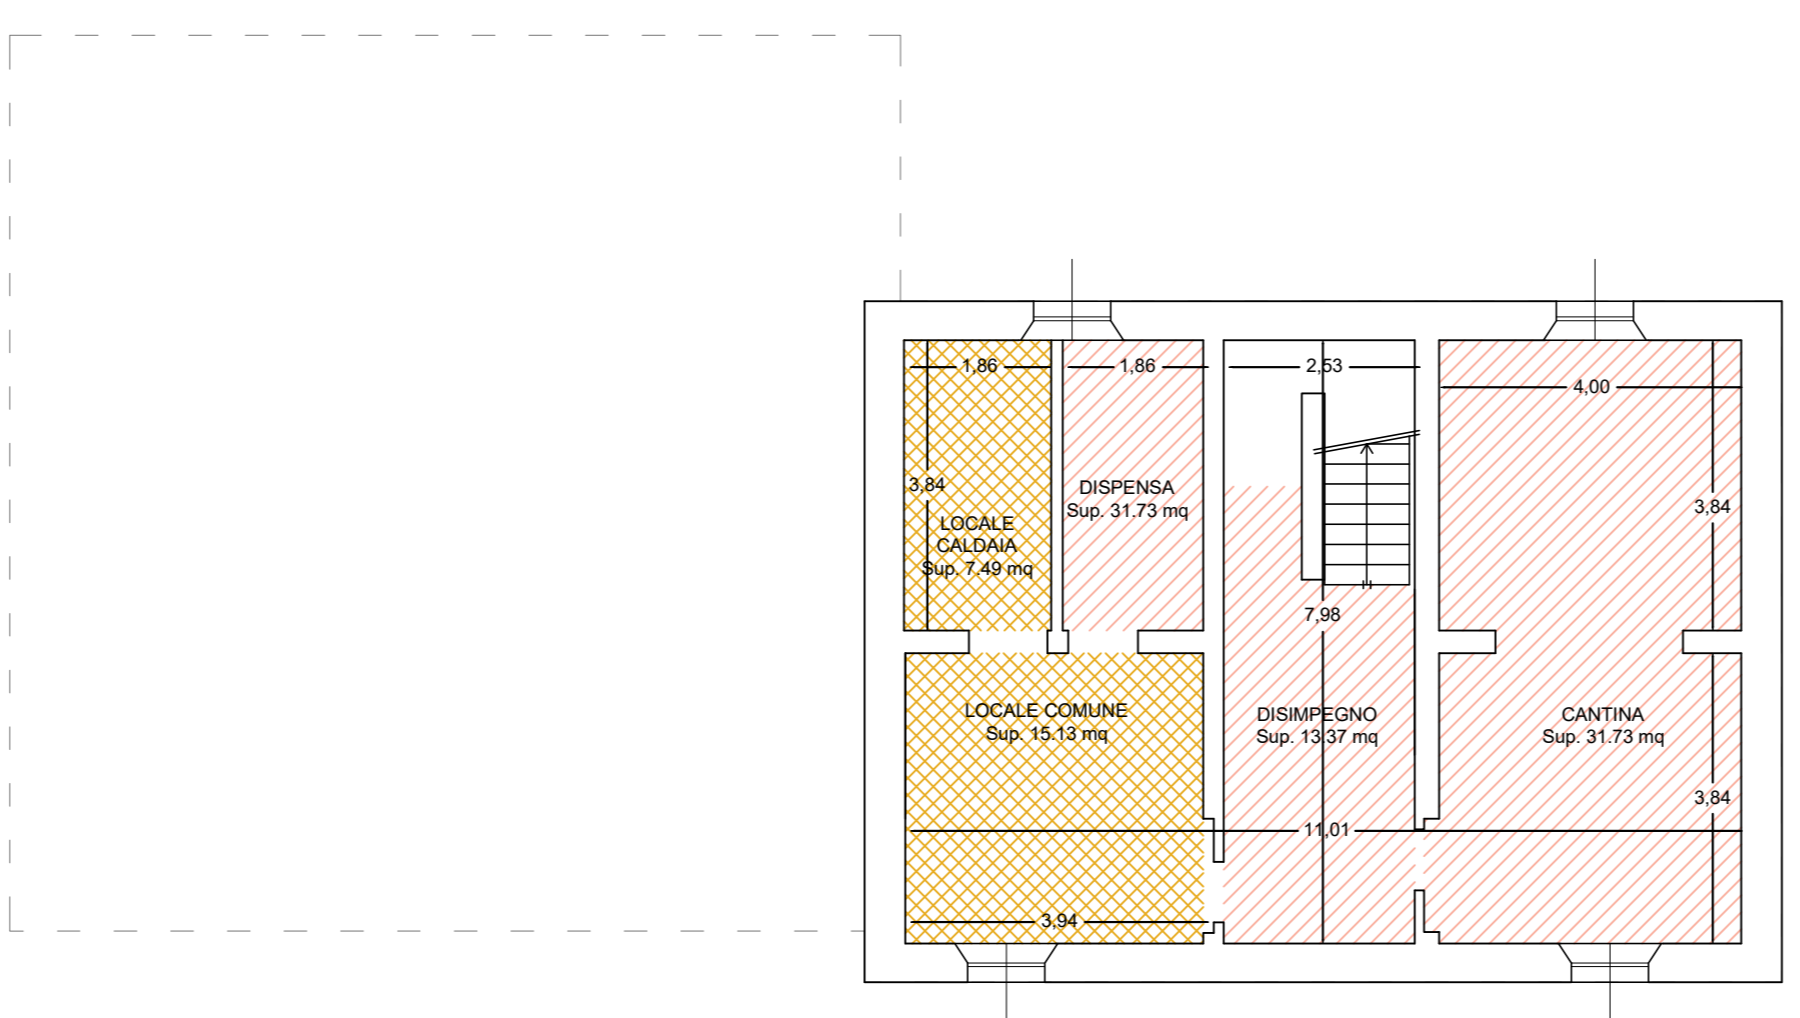 1,86
1,86
2,53
4,00
3,84
DISPENSA
Sup. 31.73 mq
3,84
LOCALE
CALDAIA
Sup. 7.49 mq
7,98
LOCALE COMUNE
Sup. 15.13 mq
DISIMPEGNO
Sup. 13.37 mq
CANTINA
Sup. 31.73 mq
3,84
11,01
3,94